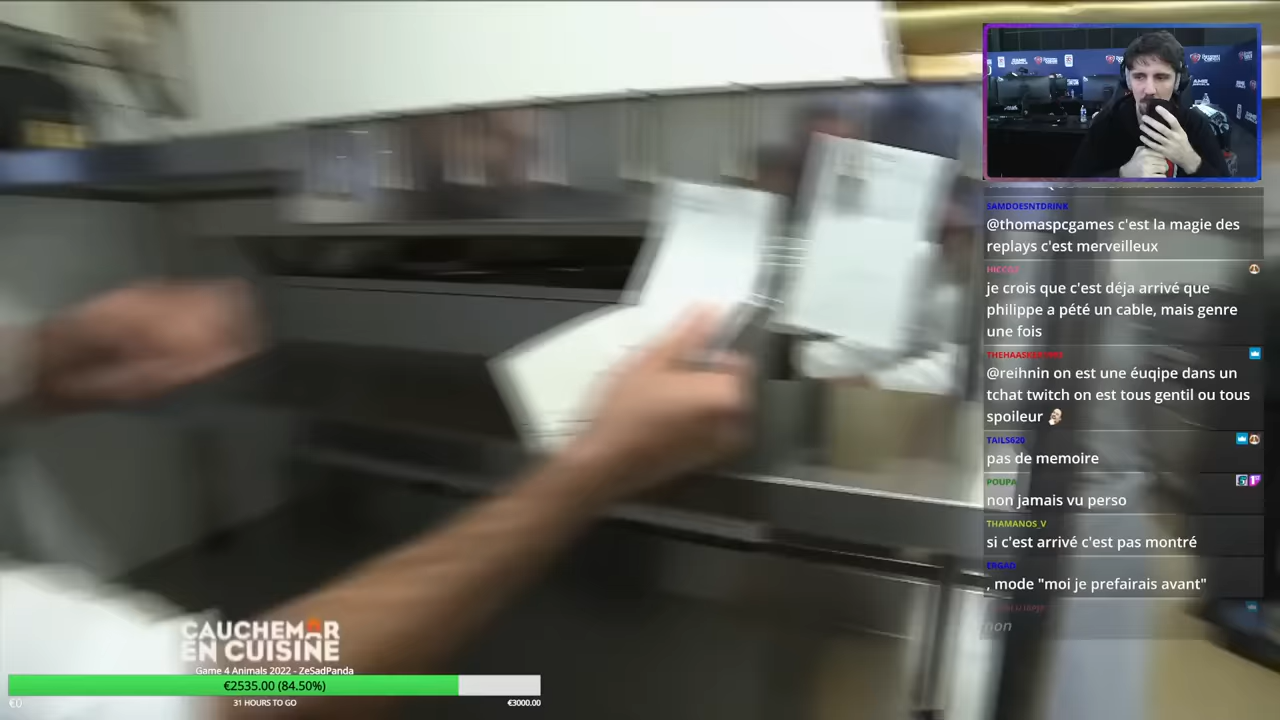 SAMDOESNTDRINK
@thomaspcgames c'est la magie des
replays c'est merveilleux
je crois que c'est déja arrivé que
philippe a pété un cable, mais genre
une fois
@reihnin on est une éuqipe dans un
tchat twitch on est tous gentil ou tous
spoileur
TAILS620
pas de memoire
POUPA
non jamais vu perso
THAMANOS_V
si c'est arrivé c'est pas montré
ERGAD
, mode "moi je prefairais avant"
non
CAUCHEMAR
EN CUISINE
Game 4 Animals 2022 - ZeSadPanda
€2535.00 (84.50%)
€0 31 HOURS TO GO €3000.00